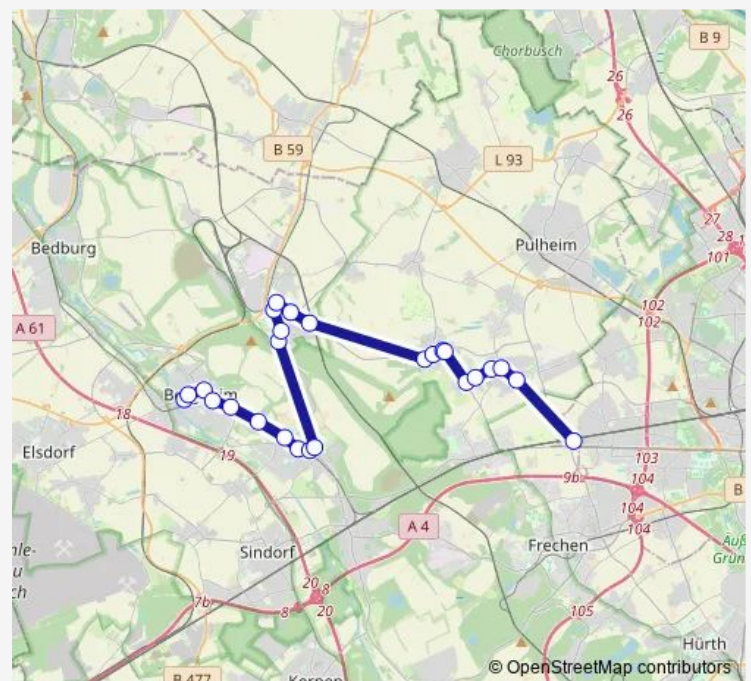 Chorbusch
B 9
26
26
B 59
L 93
27
28
101
Bedburg
Pulheim
A 61
102
102
18
Elsdorf
19
103
9b
104
B
104
104
A 4
Sindorf
Frechen
20
8
7b
8
20
105
Hürth
B 477
© OpenStreetMap contributors